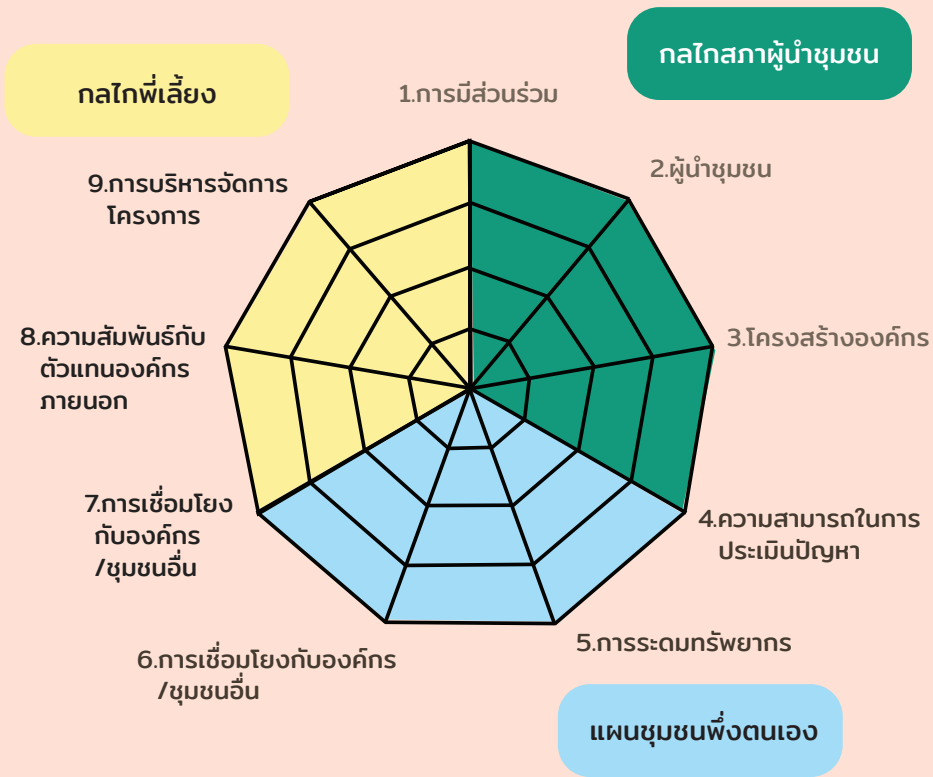 กลไกสภาผู้นำชุมชน
กลไกพี่เลี้ยง
1.การมีส่วนร่วม
2.ผู้นำชุมชน
3.โครงสร้างองค์กร
4.ความสามารถในการ
ประเมินปัญหา
5.การระดมทรัพยากร
6.การเชื่อมโยงกับองค์กร
/ชุมชนอื่น
7.การเชื่อมโยง
กับองค์กร
/ชุมชนอื่น
8.ความสัมพันธ์กับ
ตัวแทนองค์กร
ภายนอก
9.การบริหารจัดการ
โครงการ
แผนชุมชนพึ่งตนเอง